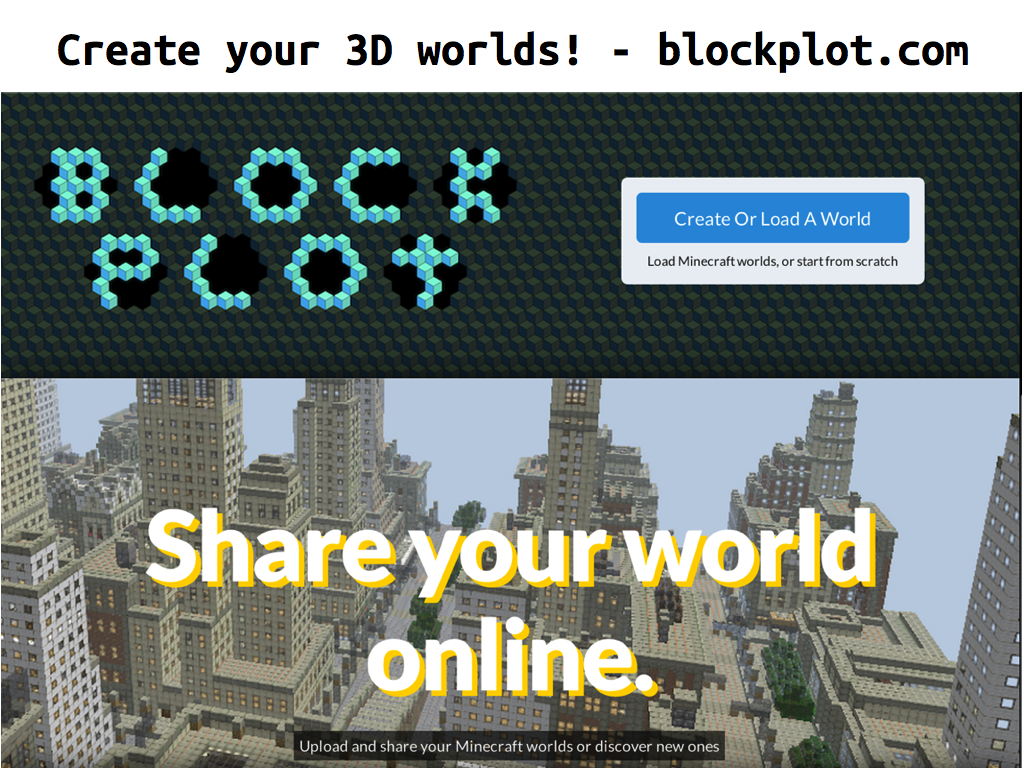 Create your 3D worlds! - blockplot.com
BLOCK
PLOT
Create Or Load A World
Load Minecraft worlds, or start from scratch
Share your world
online.
Upload and share your Minecraft worlds or discover new ones